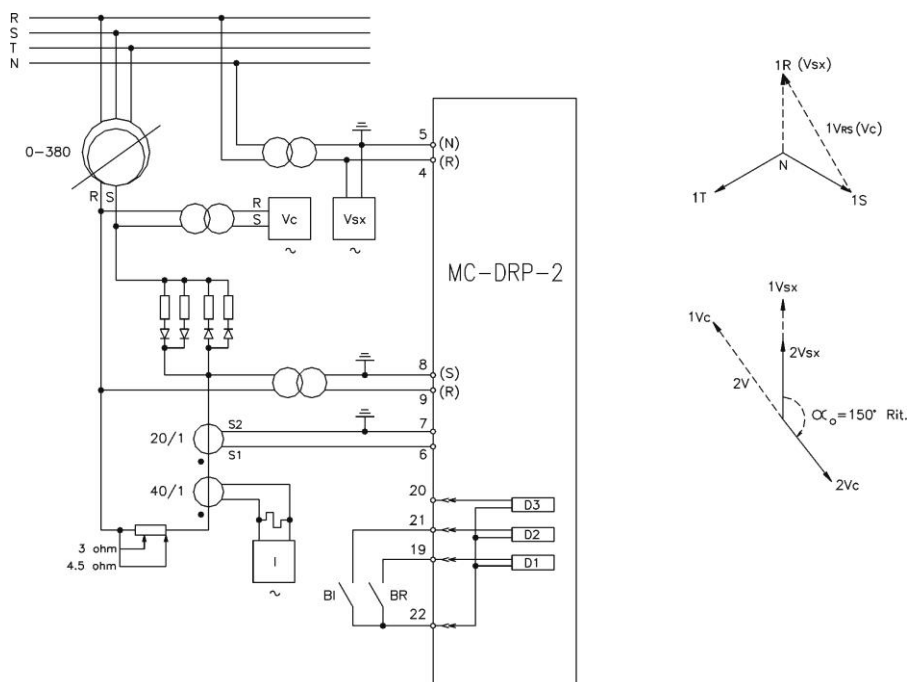 R
S
T
N
0-380
R S
5 (N)
4 (R)
R
S
Vc
~
Vsx
~
MC-DRP-2
8 (S)
9 (R)
7
S2
20/1
S1
6
40/1
20
D3
21
D2
3 ohm
4.5 ohm
I
~
19
D1
BI
BR
22
1R (Vsx)
1VRS (Vc)
N
1T
1S
1Vsx
1Vc
2Vsx
2V
∝o=150° Rit.
2Vc